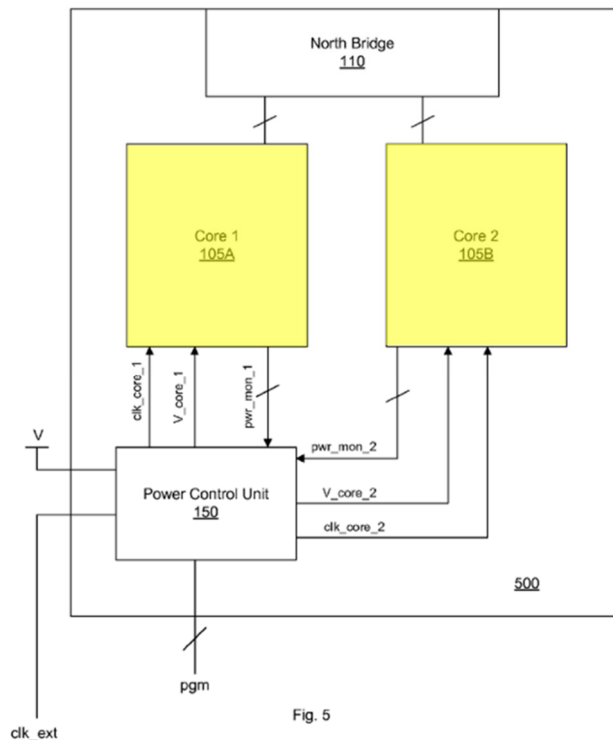 North Bridge
110
Core 1
105A
Core 2
105B
clk_core_1
V_core_1
pwr_mon_1
V
pwr_mon_2
Power Control Unit
150
V_core_2
clk_core_2
500
pgm
Fig. 5
clk_ext